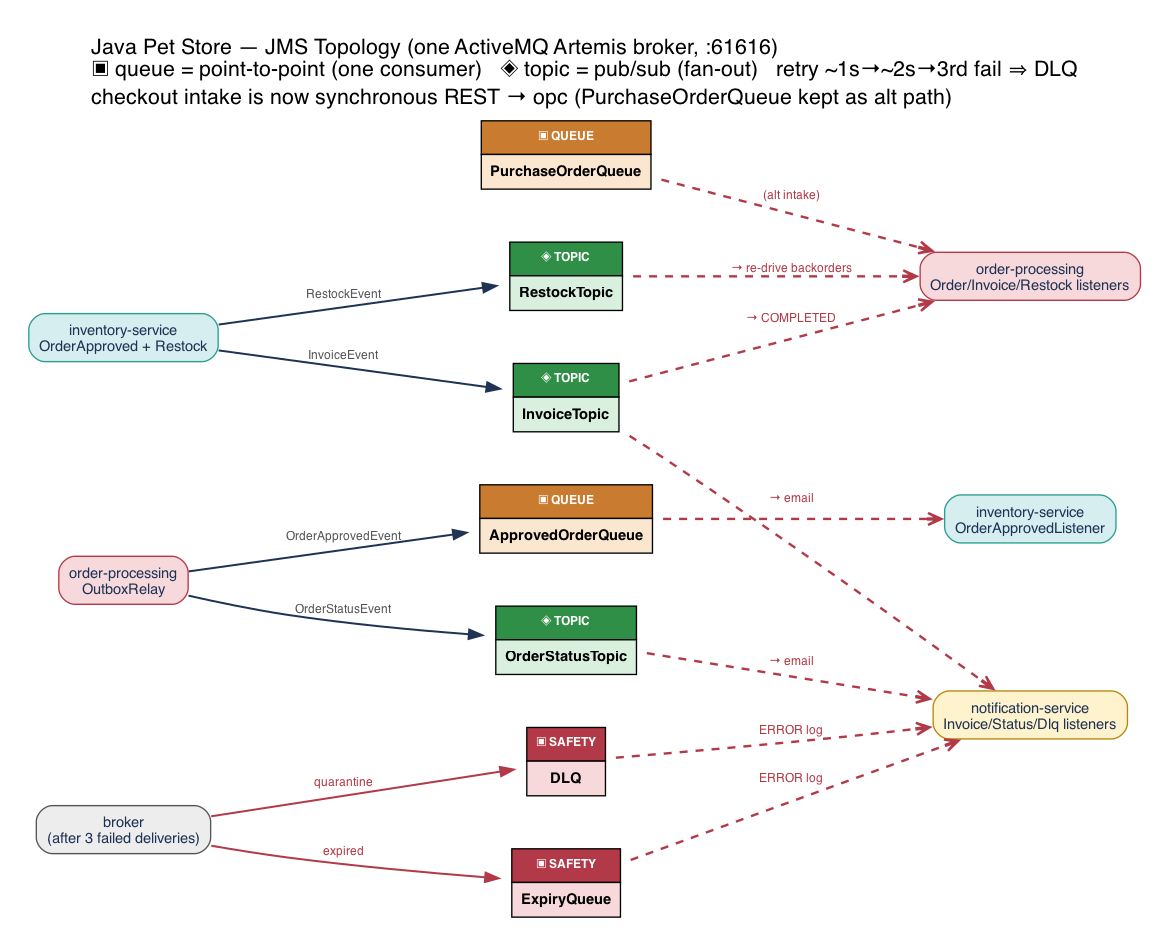 Java Pet Store — JMS Topology (one ActiveMQ Artemis broker, :61616)
▣ queue = point-to-point (one consumer) ◈ topic = pub/sub (fan-out) retry ~1s→~2s→3rd fail ⇒ DLQ
checkout intake is now synchronous REST → opc (PurchaseOrderQueue kept as alt path)
▣ QUEUE
PurchaseOrderQueue
(alt intake)
◈ TOPIC
RestockTopic
→ re-drive backorders
order-processing
Order/Invoice/Restock listeners
RestockEvent
inventory-service
OrderApproved + Restock
InvoiceEvent
→ COMPLETED
◈ TOPIC
InvoiceTopic
▣ QUEUE
ApprovedOrderQueue
→ email
inventory-service
OrderApprovedListener
OrderApprovedEvent
order-processing
OutboxRelay
OrderStatusEvent
◈ TOPIC
OrderStatusTopic
→ email
notification-service
Invoice/Status/Dlq listeners
▣ SAFETY
DLQ
ERROR log
ERROR log
quarantine
broker
(after 3 failed deliveries)
expired
▣ SAFETY
ExpiryQueue